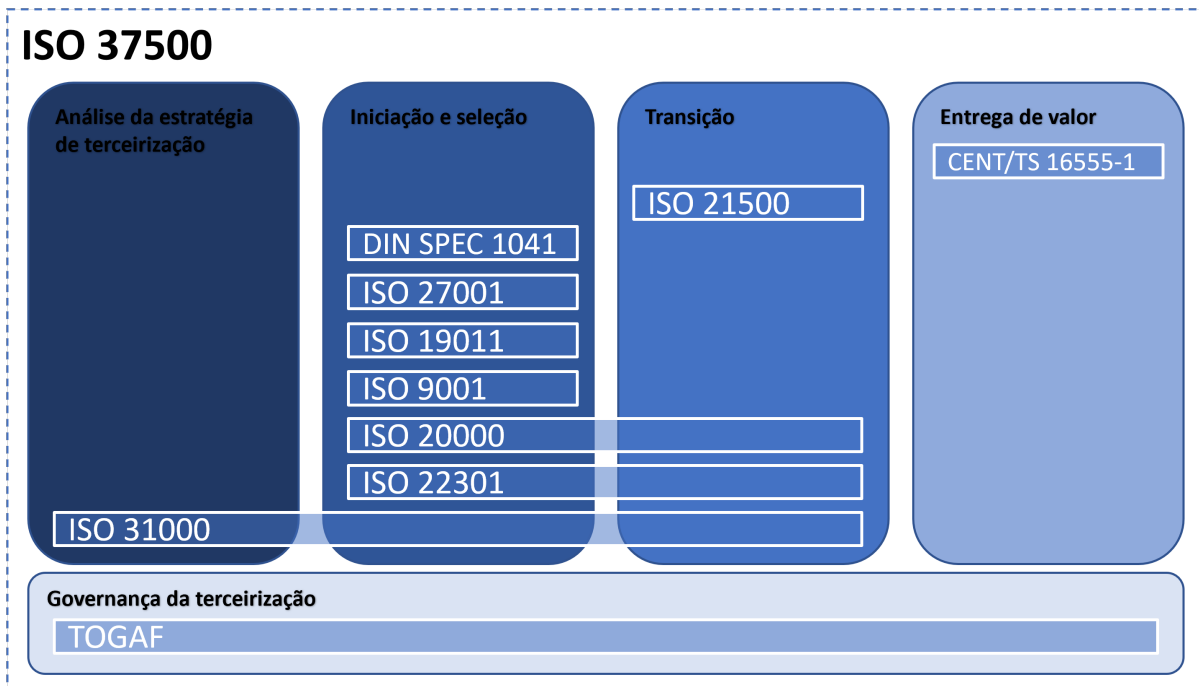 ISO 37500
Análise da estratégia
de terceirização
Iniciação e seleção
Transição
Entrega de valor
CENT/TS 16555-1
ISO 21500
DIN SPEC 1041
ISO 27001
ISO 19011
ISO 9001
ISO 20000
ISO 22301
ISO 31000
Governança da terceirização
TOGAF